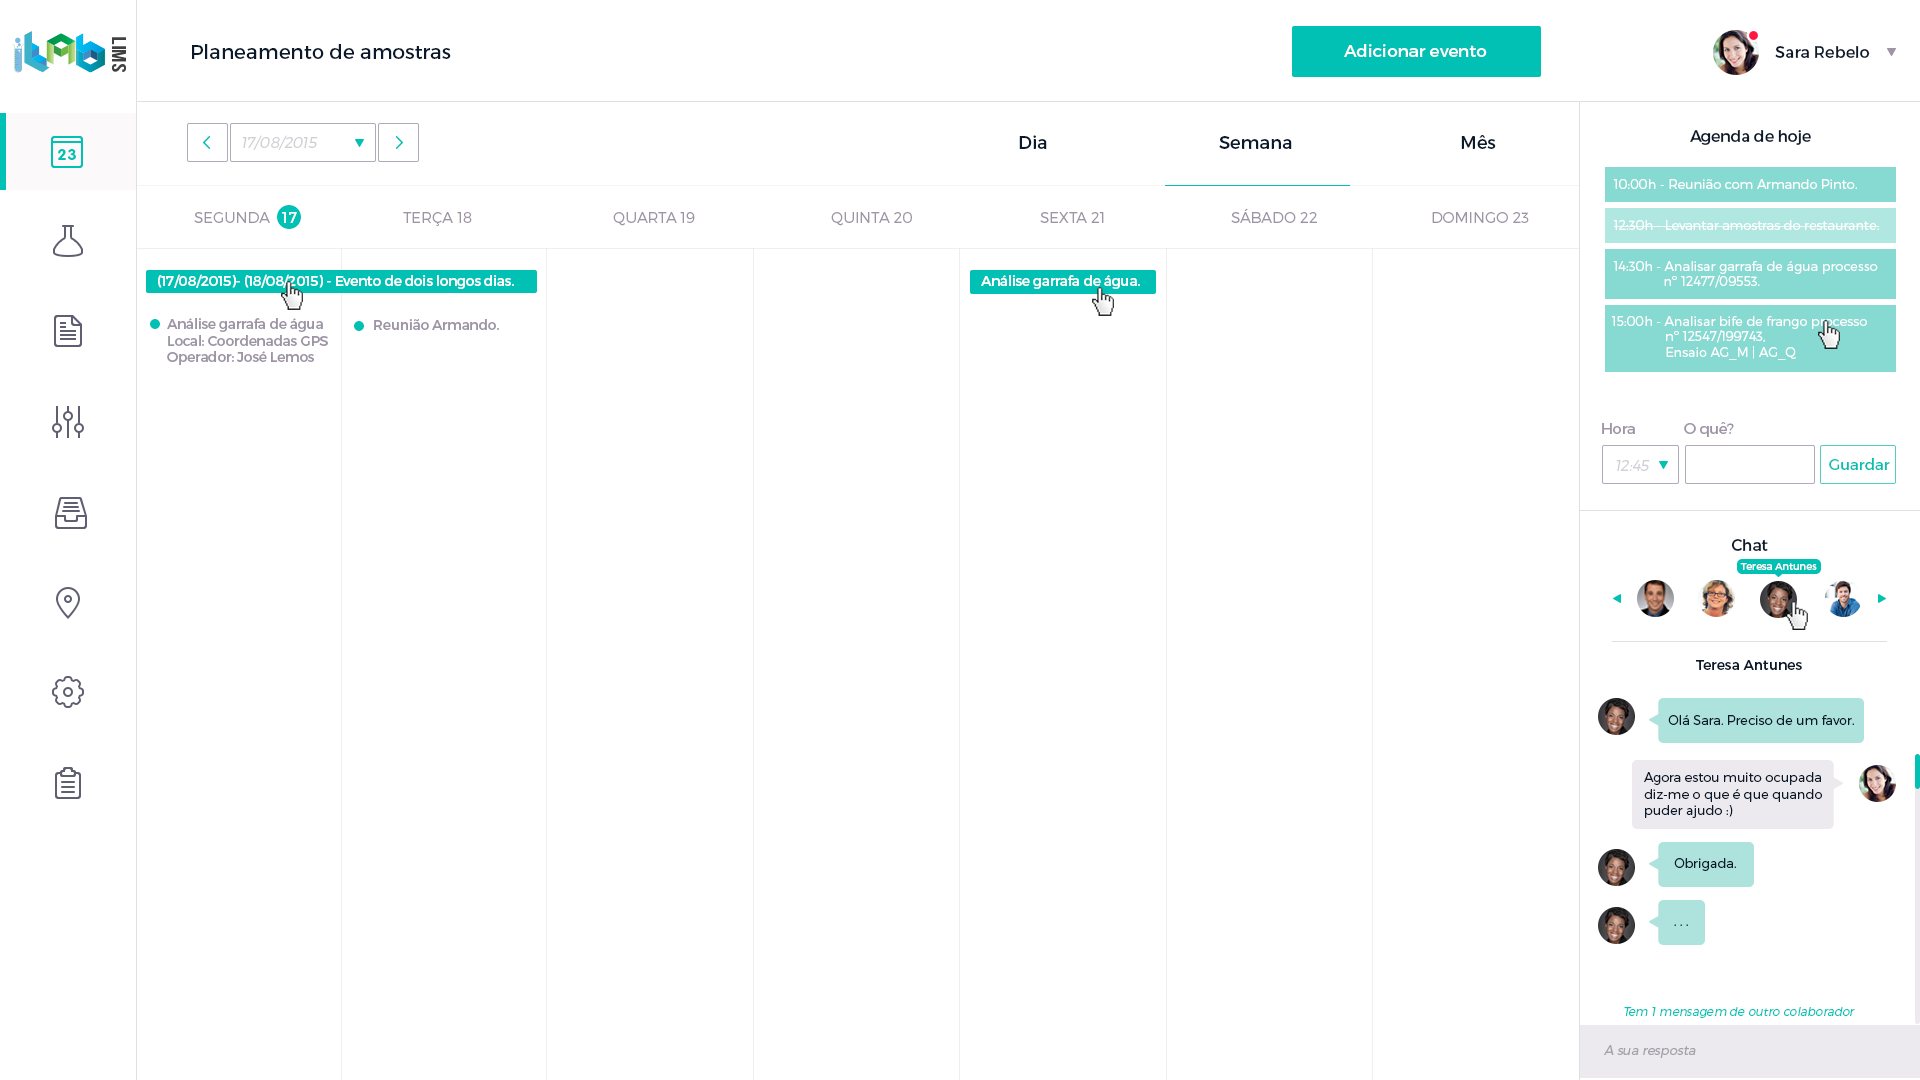 iLAB LIMS
Planeamento de amostras
Adicionar evento
Sara Rebelo
23
17/08/2015
Dia
Semana
Mês
SEGUNDA 17
TERÇA 18
QUARTA 19
QUINTA 20
SEXTA 21
SÁBADO 22
DOMINGO 23
(17/08/2015)- (18/08/2015) - Evento de dois longos dias.
Análise garrafa de água.
Análise garrafa de água
Local: Coordenadas GPS
Operador: José Lemos
Reunião Armando.
Agenda de hoje
10:00h - Reunião com Armando Pinto.
12:30h - Levantar amostras do restaurante.
14:30h - Analisar garrafa de água processo
nº 12477/09553.
15:00h - Analisar bife de frango processo
nº 12547/199743,
Ensaio AG_M | AG_Q
Hora
O quê?
12:45
Guardar
Chat
Teresa Antunes
Teresa Antunes
Olá Sara. Preciso de um favor.
Agora estou muito ocupada
diz-me o que é que quando
puder ajudo :)
Obrigada.
...
Tem 1 mensagem de outro colaborador
A sua resposta